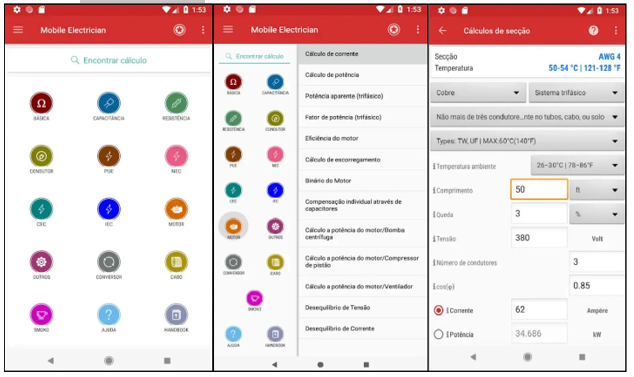 1:53
Mobile Electrician
Encontrar cálculo
BÁSICA
CAPACITÂNCIA
RESISTÊNCIA
CONDUTOR
PUE
NEC
CEC
IEC
MOTOR
OUTROS
CONVERSOR
CABO
SMOKO
AJUDA
HANDBOOK
1:53
Mobile Electrician
Encontrar cálculo
BÁSICA
CAPACITÂNCIA
RESISTÊNCIA
CONDUTOR
PUE
NEC
CEC
IEC
MOTOR
OUTROS
CONVERSOR
CABO
SMOKO
AJUDA
HANDBOOK
Cálculo de corrente
Cálculo de potência
Potência aparente (trifásico)
Fator de potência (trifásico)
Eficiência do motor
Cálculo de escorregamento
Binário do Motor
Compensação individual através de
capacitores
Cálculo a potência do motor/Bomba
centrífuga
Cálculo a potência do motor/Compressor
de pistão
Cálculo a potência do motor/Ventilador
Desequilíbrio de Tensão
Desequilíbrio de Corrente
1:53
Cálculos de secção
Secção AWG 4
Temperatura 50-54 °C | 121-128 °F
Cobre Sistema trifásico
Não mais de três condutore..nte no tubos, cabo, ou solo
Types: TW, UF | MAX:60°C(140°F)
Temperatura ambiente 26-30°C | 78-86°F
Comprimento 50 ft
Queda 3 %
Tensão 380 Volt
Número de condutores 3
cos(φ) 0.85
Corrente 62 Ampére
Potência 34.686 kW